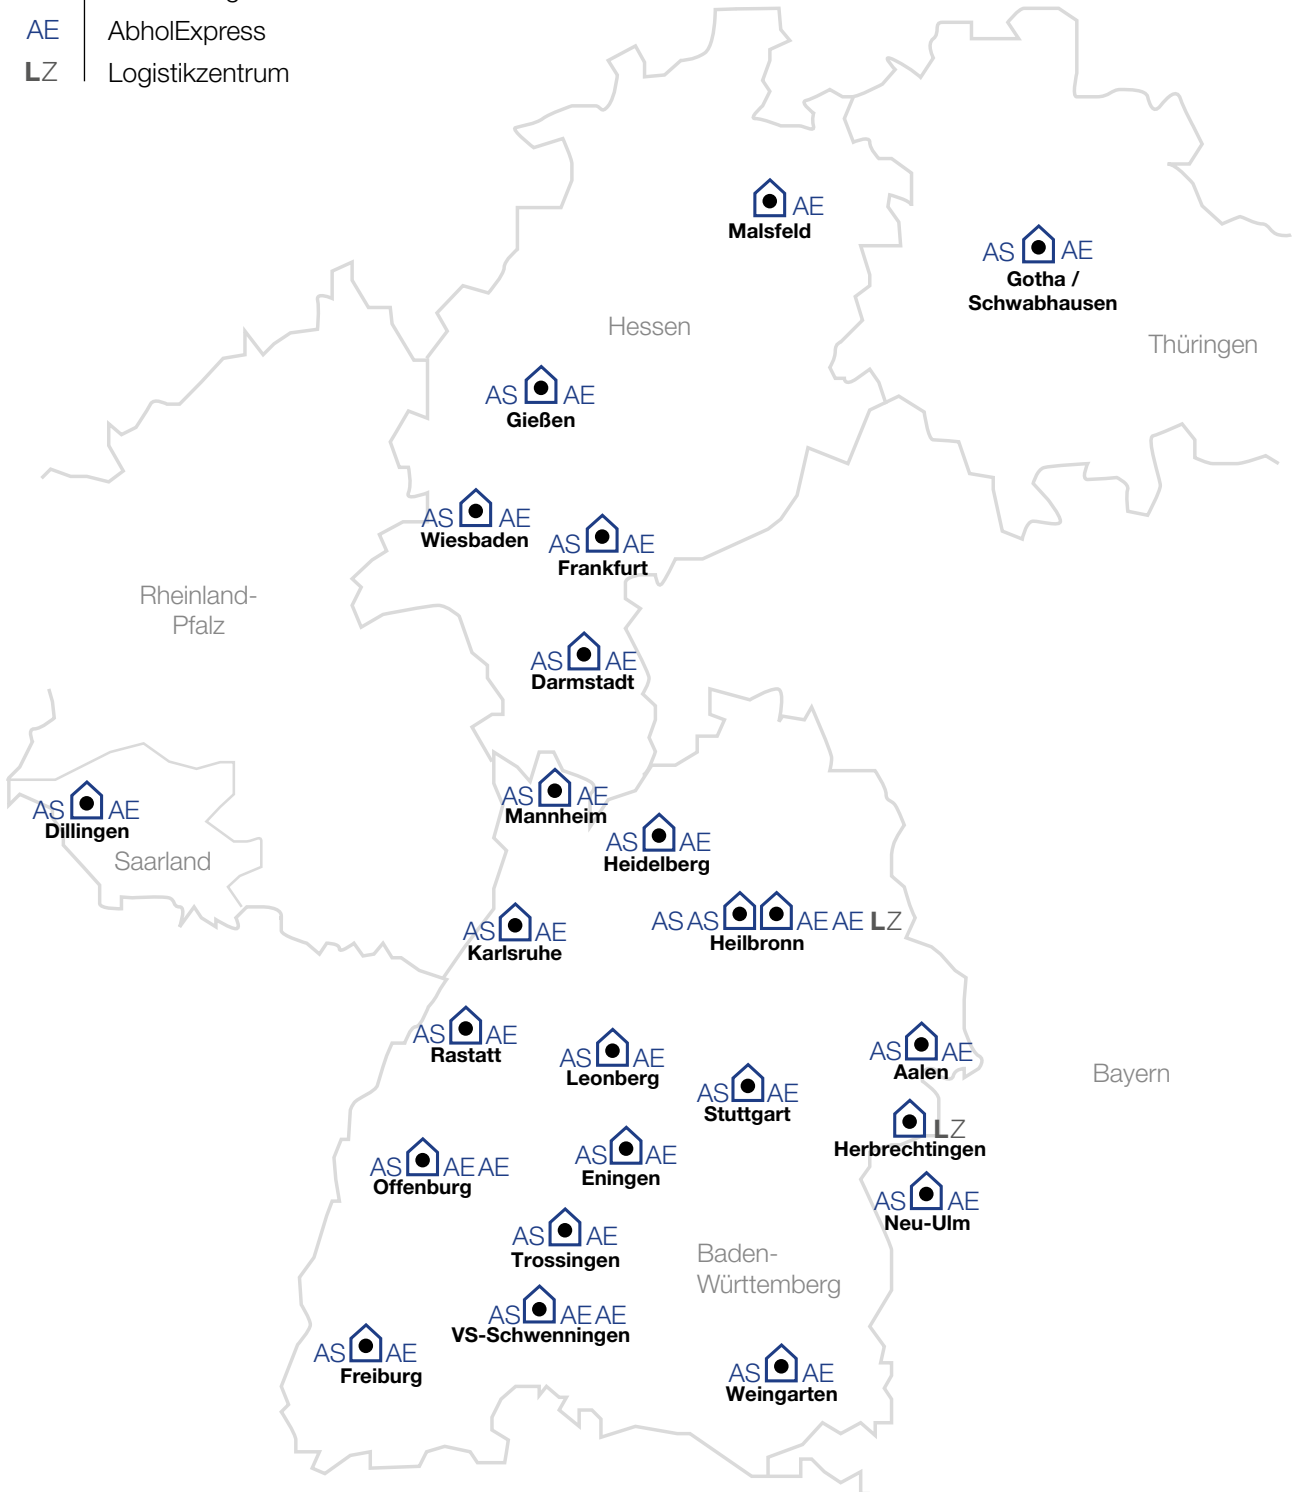 AE AbholExpress
LZ Logistikzentrum
AE
Malsfeld
AS AE
Gotha /
Schwabhausen
Hessen
Thüringen
AS AE
Gießen
AS AE
Wiesbaden
AS AE
Frankfurt
Rheinland-
Pfalz
AS AE
Darmstadt
AS AE
Dillingen
Saarland
AS AE
Mannheim
AS AE
Heidelberg
AS AS AE AE LZ
Heilbronn
AS AE
Karlsruhe
AS AE
Rastatt
AS AE
Leonberg
AS AE
Stuttgart
AS AE
Aalen
Bayern
LZ
Herbrechtingen
AS AE AE
Offenburg
AS AE
Eningen
AS AE
Neu-Ulm
AS AE
Trossingen
Baden-
Württemberg
AS AE AE
VS-Schwenningen
AS AE
Freiburg
AS AE
Weingarten